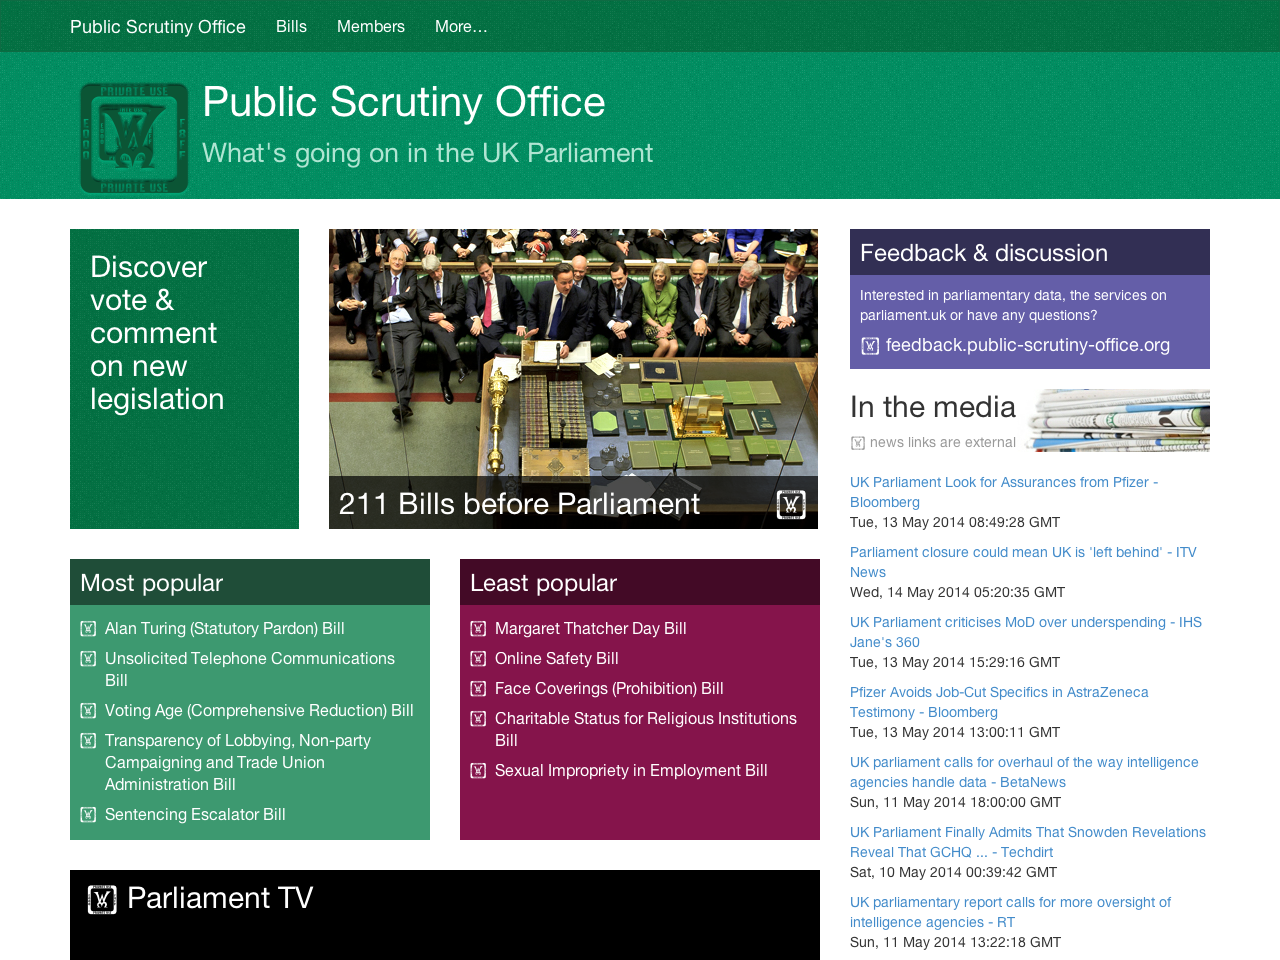 Public Scrutiny Office
Bills
Members
More…
PRIVATE USE
PRIVATE USE
Public Scrutiny Office
What's going on in the UK Parliament
Discover
vote &
comment
on new
legislation
211 Bills before Parliament
Most popular
Alan Turing (Statutory Pardon) Bill
Unsolicited Telephone Communications
Bill
Voting Age (Comprehensive Reduction) Bill
Transparency of Lobbying, Non-party
Campaigning and Trade Union
Administration Bill
Sentencing Escalator Bill
Least popular
Margaret Thatcher Day Bill
Online Safety Bill
Face Coverings (Prohibition) Bill
Charitable Status for Religious Institutions
Bill
Sexual Impropriety in Employment Bill
Parliament TV
Feedback & discussion
Interested in parliamentary data, the services on
parliament.uk or have any questions?
feedback.public-scrutiny-office.org
In the media
news links are external
UK Parliament Look for Assurances from Pfizer -
Bloomberg
Tue, 13 May 2014 08:49:28 GMT
Parliament closure could mean UK is 'left behind' - ITV
News
Wed, 14 May 2014 05:20:35 GMT
UK Parliament criticises MoD over underspending - IHS
Jane's 360
Tue, 13 May 2014 15:29:16 GMT
Pfizer Avoids Job-Cut Specifics in AstraZeneca
Testimony - Bloomberg
Tue, 13 May 2014 13:00:11 GMT
UK parliament calls for overhaul of the way intelligence
agencies handle data - BetaNews
Sun, 11 May 2014 18:00:00 GMT
UK Parliament Finally Admits That Snowden Revelations
Reveal That GCHQ ... - Techdirt
Sat, 10 May 2014 00:39:42 GMT
UK parliamentary report calls for more oversight of
intelligence agencies - RT
Sun, 11 May 2014 13:22:18 GMT